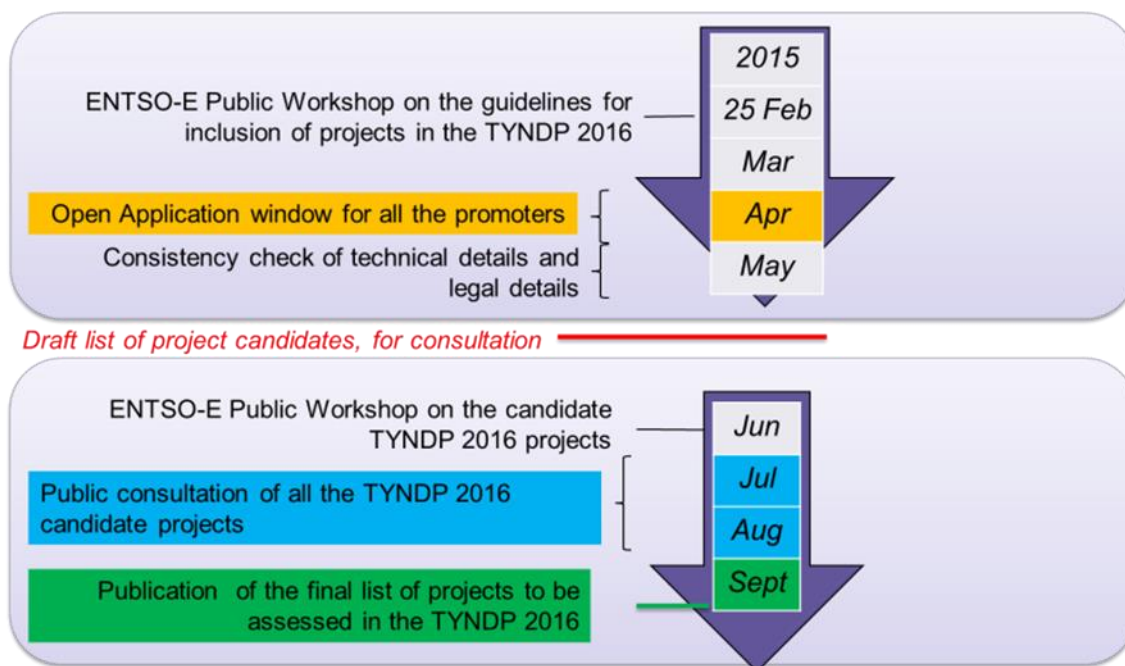 2015
ENTSO-E Public Workshop on the guidelines for
inclusion of projects in the TYNDP 2016
25 Feb
Mar
Open Application window for all the promoters
Apr
Consistency check of technical details and
legal details
May
Draft list of project candidates, for consultation
ENTSO-E Public Workshop on the candidate
TYNDP 2016 projects
Jun
Public consultation of all the TYNDP 2016
candidate projects
Jul
Aug
Publication of the final list of projects to be
assessed in the TYNDP 2016
Sept